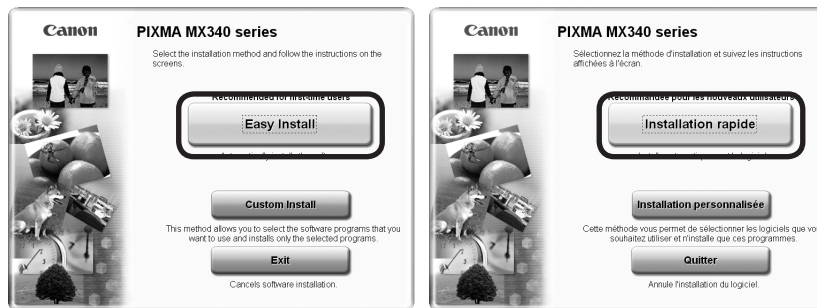 Canon
PIXMA MX340 series
Select the installation method and follow the instructions on the
screens.
Recommended for first-time users
Easy Install
Custom Install
This method allows you to select the software programs that you
want to use and installs only the selected programs.
Exit
Cancels software installation.
Canon
PIXMA MX340 series
Sélectionnez la méthode d'installation et suivez les instructions
affichées à l'écran.
Recommandée pour les nouveaux utilisateurs
Installation rapide
Installation personnalisée
Cette méthode vous permet de sélectionner les logiciels que
souhaitez utiliser et n'installe que ces programmes.
Quitter
Annule l'installation du logiciel.